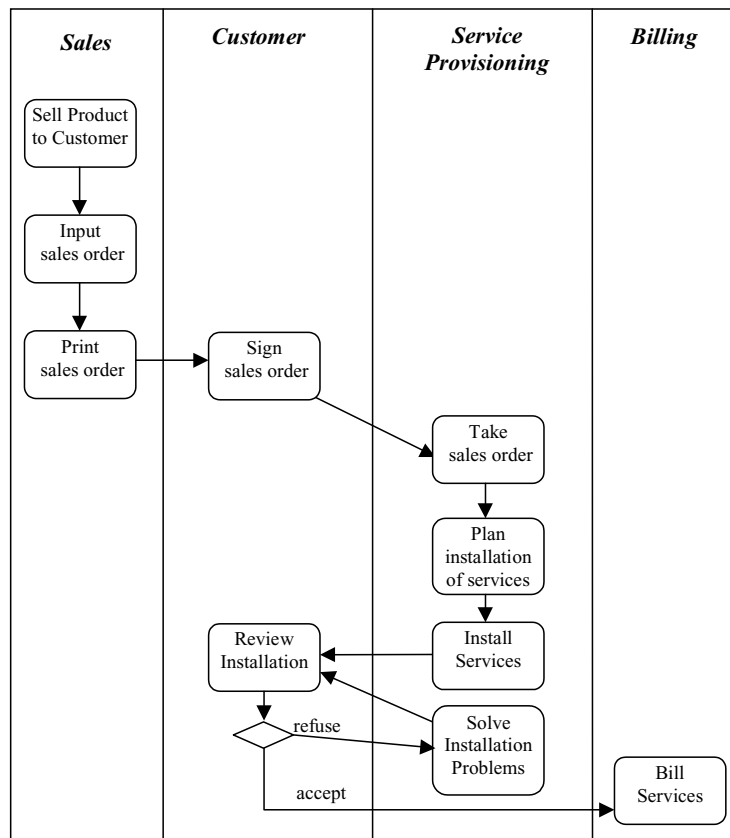 Sales
Customer
Service
Provisioning
Billing
Sell Product
to Customer
Input
sales order
Print
sales order
Sign
sales order
Take
sales order
Plan
installation
of services
Install
Services
Review
Installation
refuse
Solve
Installation
Problems
accept
Bill
Services